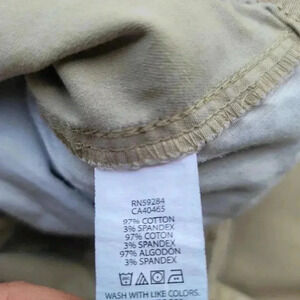 RN59284
CA40465
97% COTTON
3% SPANDEX
97% COTON
3% SPANDEX
97% ALGODON
3% SPANDEX
WASH WITH LIKE COLORS.